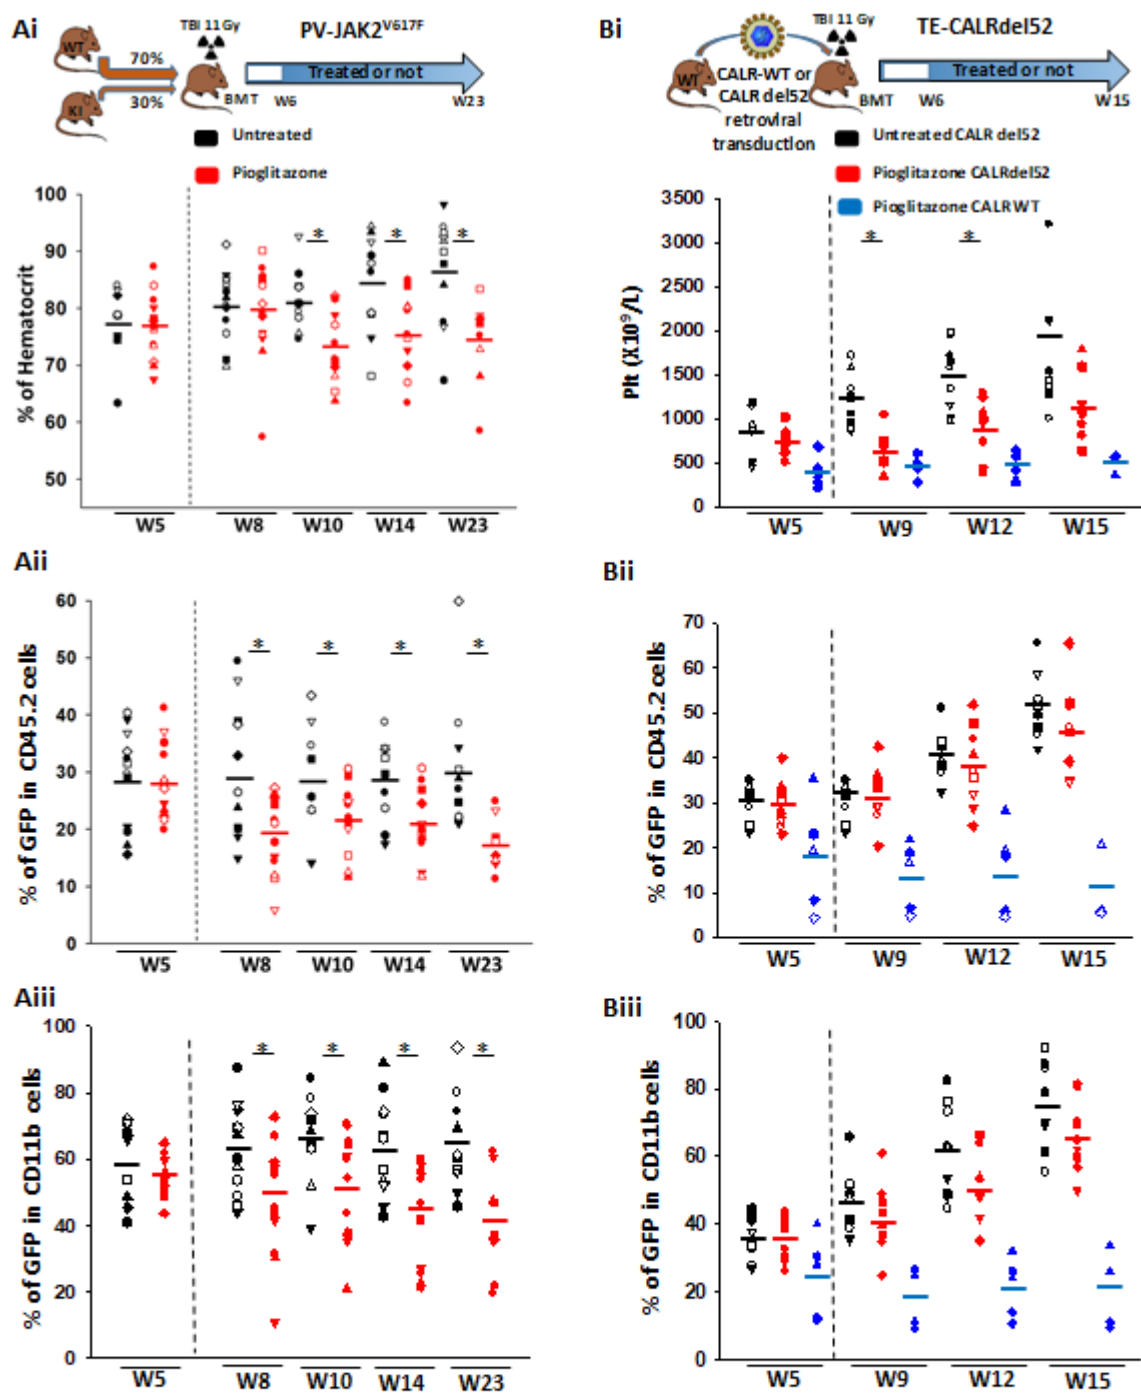 Ai
TBI 11 Gy
PV-JAK2V617F
WT
70%
KI
30%
BMT
Treated or not
W6
W23
Untreated
Pioglitazone
% of Hematocrit
100
90
80
70
60
50
*
*
*
W5
W8
W10
W14
W23
Bi
TBI 11 Gy
TE-CALRdel52
WT
CALR-WT or
CALR del52
retroviral
transduction
BMT
Treated or not
W6
W15
Untreated CALR del52
Pioglitazone CALRdel52
Pioglitazone CALRWT
Plt (X10⁹/L)
3500
3000
2500
2000
1500
1000
500
0
*
*
W5
W9
W12
W15
Aii
% of GFP in CD45.2 cells
60
50
40
30
20
10
0
*
*
*
*
W5
W8
W10
W14
W23
Bii
% of GFP in CD45.2 cells
70
60
50
40
30
20
10
0
W5
W9
W12
W15
Aiii
% of GFP in CD11b cells
100
80
60
40
20
0
*
*
*
*
W5
W8
W10
W14
W23
Biii
% of GFP in CD11b cells
100
80
60
40
20
0
W5
W9
W12
W15